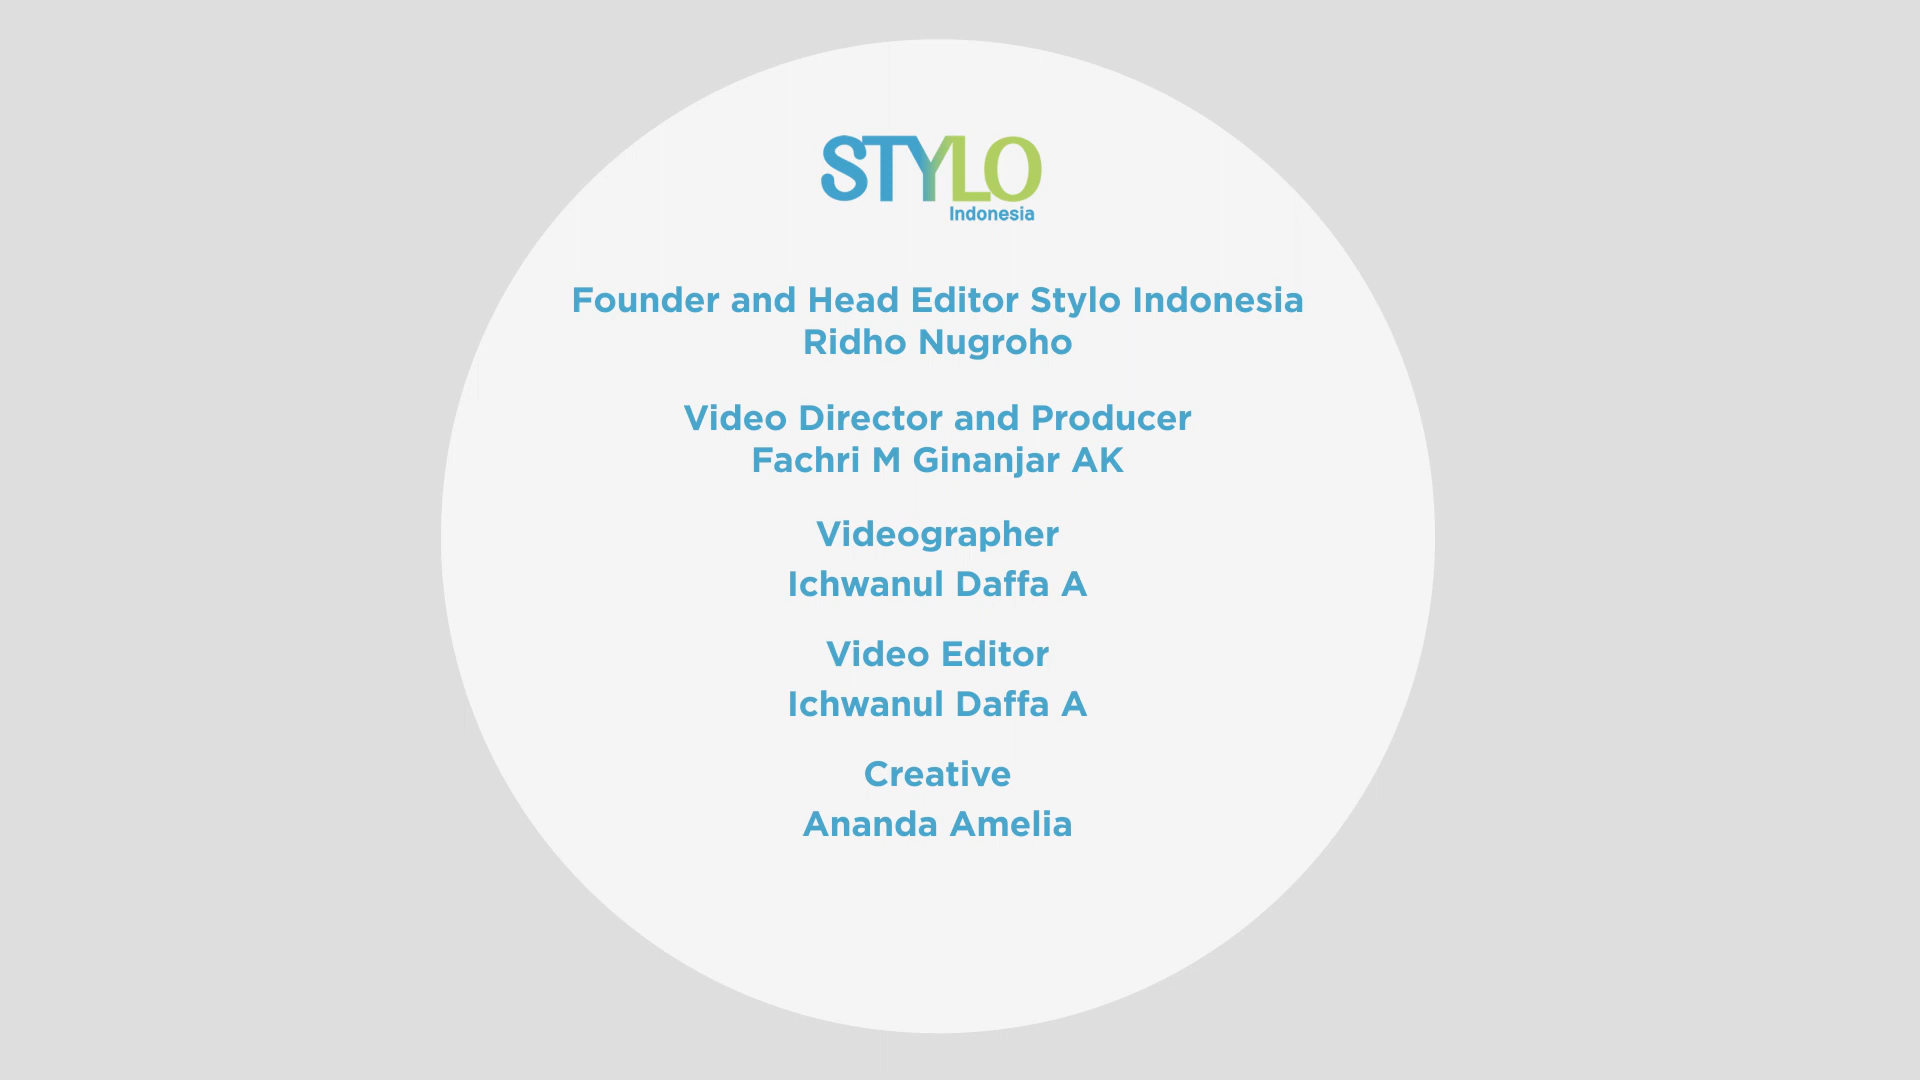 STYLO
Indonesia
Founder and Head Editor Stylo Indonesia
Ridho Nugroho
Video Director and Producer
Fachri M Ginanjar AK
Videographer
Ichwanul Daffa A
Video Editor
Ichwanul Daffa A
Creative
Ananda Amelia